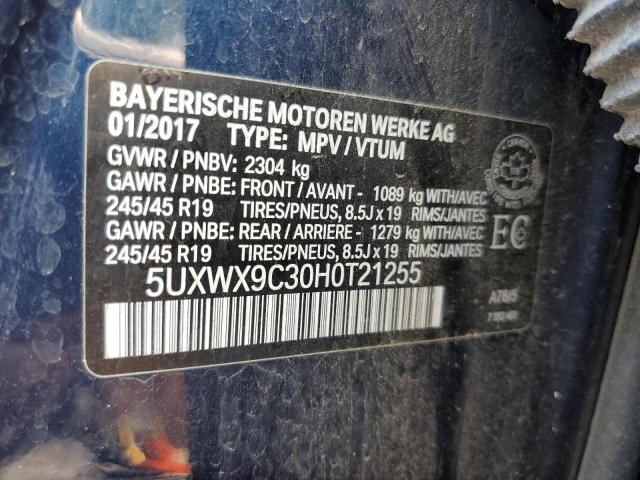 BAYERISCHE MOTOREN WERKE AG
01/2017 TYPE: MPV / VTUM
GVWR / PNBV: 2304 kg
GAWR / PNBE: FRONT / AVANT - 1089 kg WITH/AVEC
245/45 R19 TIRES/PNEUS, 8.5J x 19 RIMS/JANTES
GAWR / PNBE: REAR / ARRIERE - 1279 kg WITH/AVEC
245/45 R19 TIRES/PNEUS, 8.5J x 19 RIMS/JANTES
EC
5UXWX9C30H0T21255